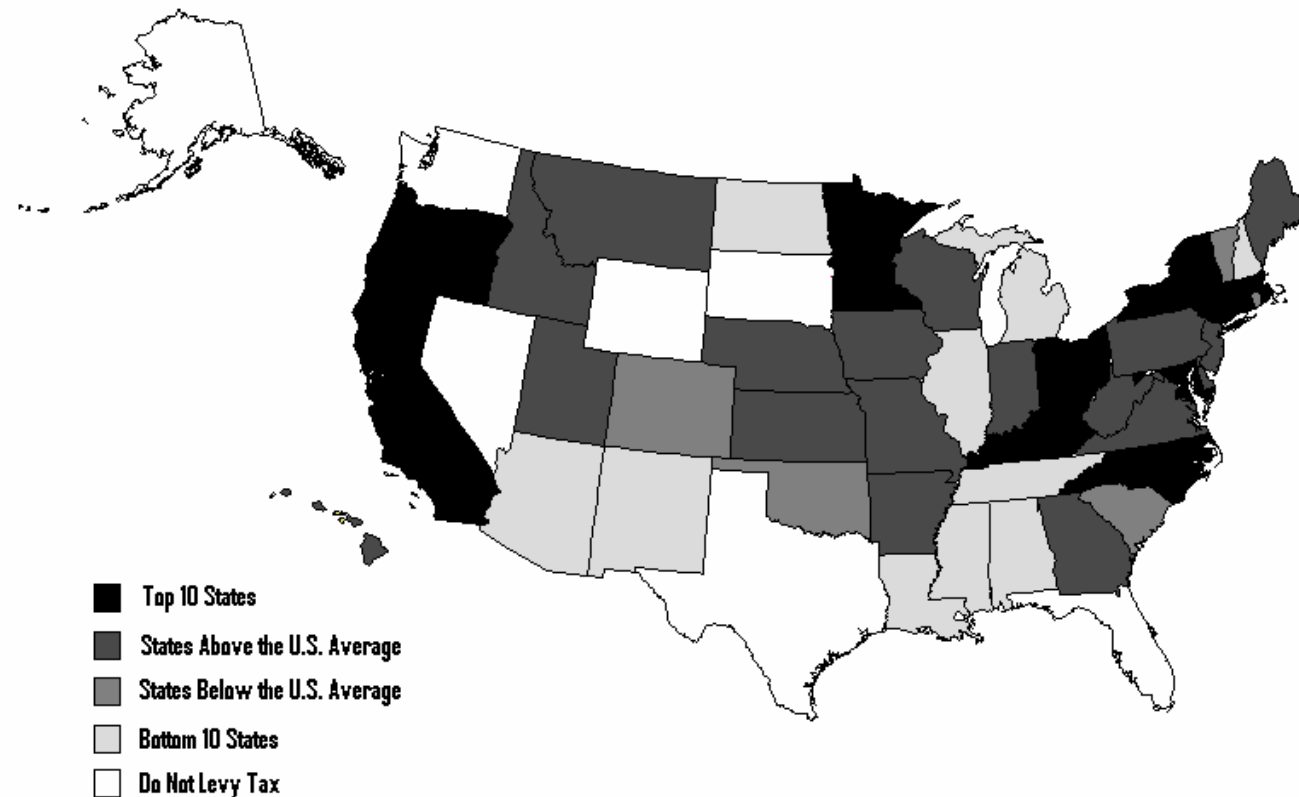 Top 10 States
States Above the U.S. Average
States Below the U.S. Average
Bottom 10 States
Do Not Levy Tax